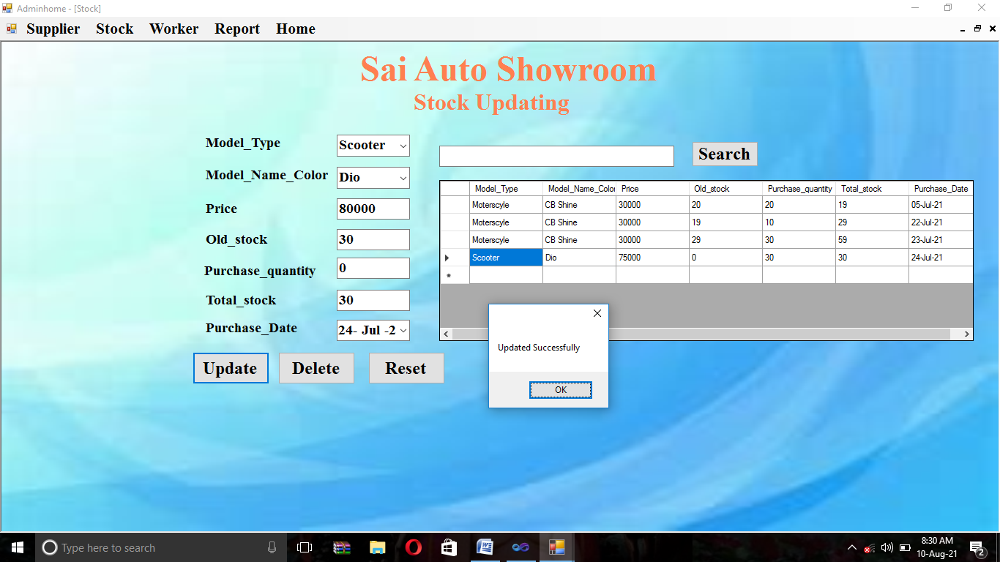 Adminhome - [Stock]
Supplier Stock Worker Report Home
Sai Auto Showroom
Stock Updating
Model_Type Scooter
Model_Name_Color Dio
Price 80000
Old_stock 30
Purchase_quantity 0
Total_stock 30
Purchase_Date 24- Jul -2
Update Delete Reset
Search
Model_Type Model_Name_Color Price Old_stock Purchase_quantity Total_stock Purchase_Date
Moterscyle CB Shine 30000 20 20 19 05-Jul-21
Moterscyle CB Shine 30000 19 10 29 22-Jul-21
Moterscyle CB Shine 30000 29 30 59 23-Jul-21
Scooter Dio 75000 0 30 30 24-Jul-21
Updated Successfully
OK
Type here to search
8:30 AM
10-Aug-21
2